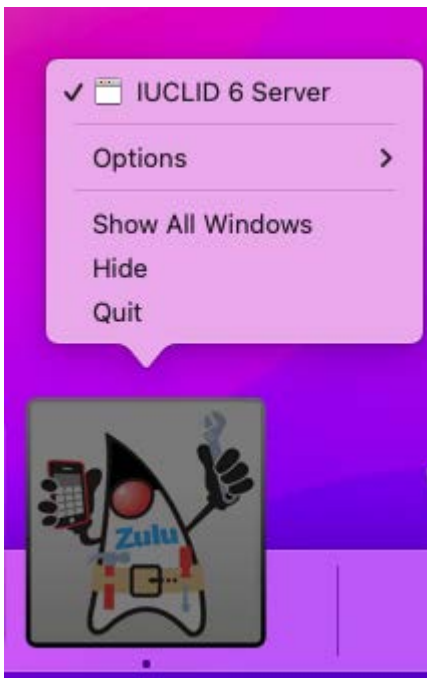 IUCLID 6 Server
Options
Show All Windows
Hide
Quit
Zulu